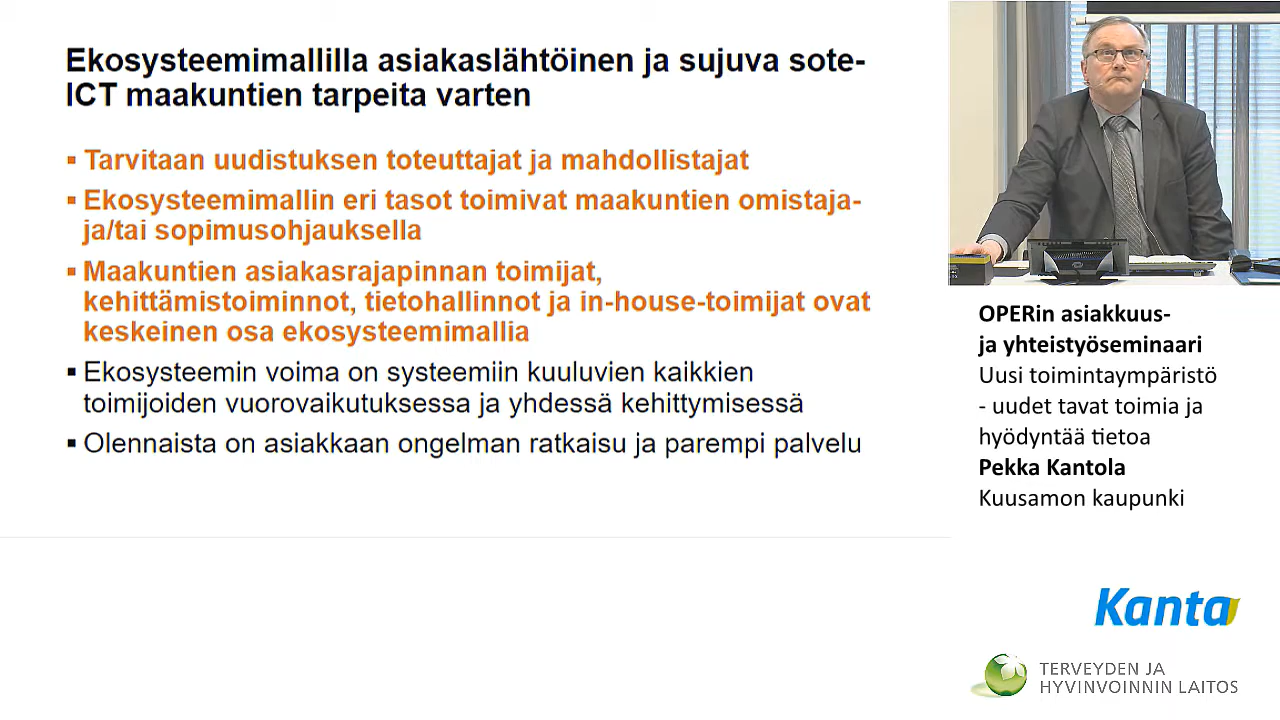 Ekosysteemimallilla asiakaslähtöinen ja sujuva sote-
ICT maakuntien tarpeita varten
▪ Tarvitaan uudistuksen toteuttajat ja mahdollistajat
▪ Ekosysteemimallin eri tasot toimivat maakuntien omistaja-
ja/tai sopimusohjauksella
▪ Maakuntien asiakasrajapinnan toimijat,
kehittämistoiminnot, tietohallinnot ja in-house-toimijat ovat
keskeinen osa ekosysteemimallia
▪ Ekosysteemin voima on systeemiin kuuluvien kaikkien
toimijoiden vuorovaikutuksessa ja yhdessä kehittymisessä
▪ Olennaista on asiakkaan ongelman ratkaisu ja parempi palvelu
OPERin asiakkuus-
ja yhteistyöseminaari
Uusi toimintaympäristö
- uudet tavat toimia ja
hyödyntää tietoa
Pekka Kantola
Kuusamon kaupunki
Kanta
TERVEYDEN JA
HYVINVOINNIN LAITOS